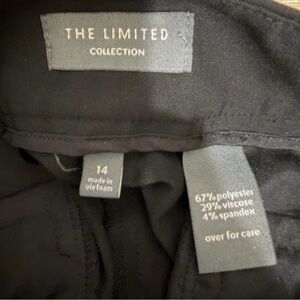 THE LIMITED
COLLECTION
14
made in
vietnam
67% polyester
29% viscose
4% spandex
over for care